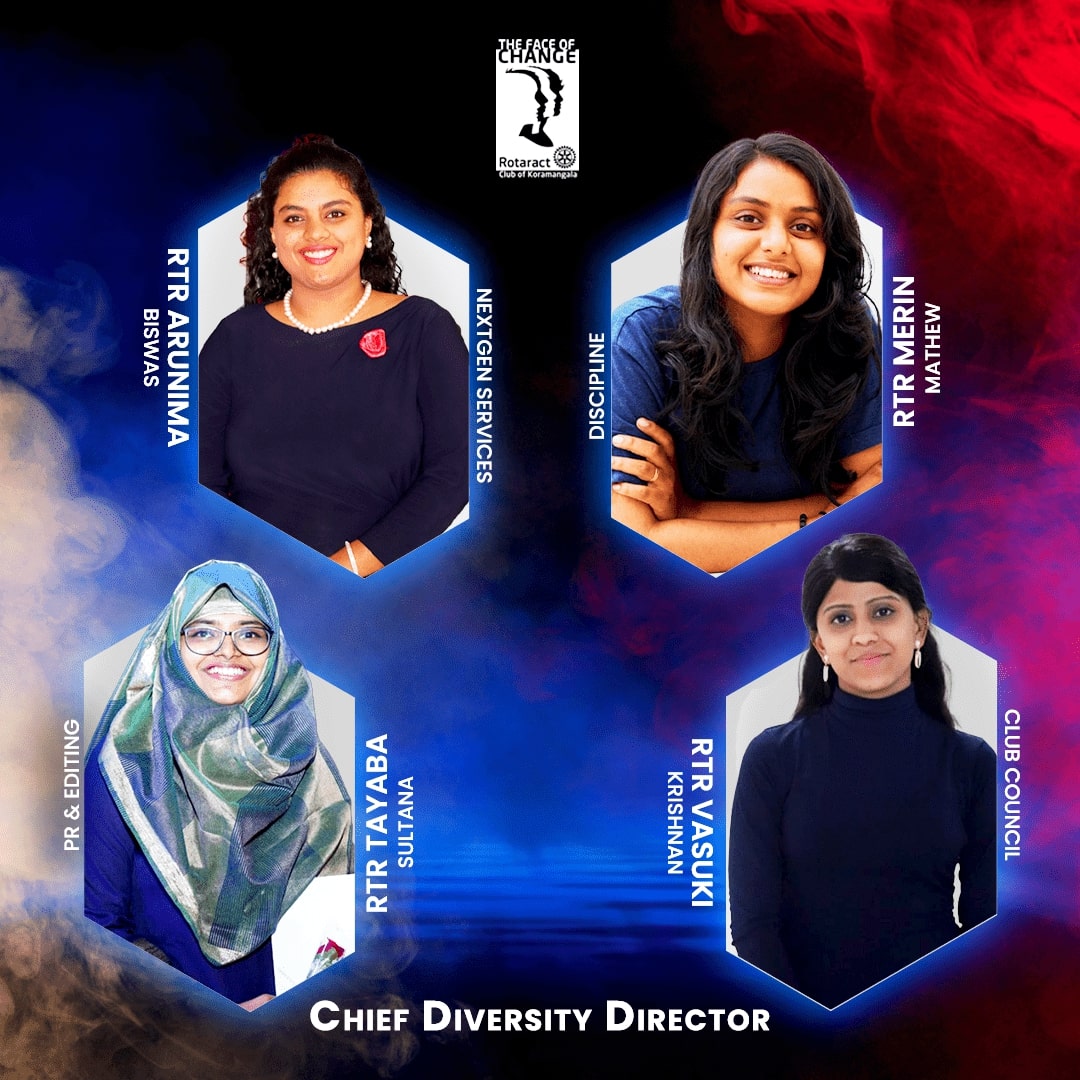 THE FACE OF
CHANGE
Rotaract
Club of Koramangala
RTR ARUNIMA
BISWAS
NEXTGEN SERVICES
DISCIPLINE
RTR MERIN
MATHEW
PR & EDITING
RTR TAYABA
SULTANA
RTR VASUKI
KRISHNAN
CLUB COUNCIL
CHIEF DIVERSITY DIRECTOR